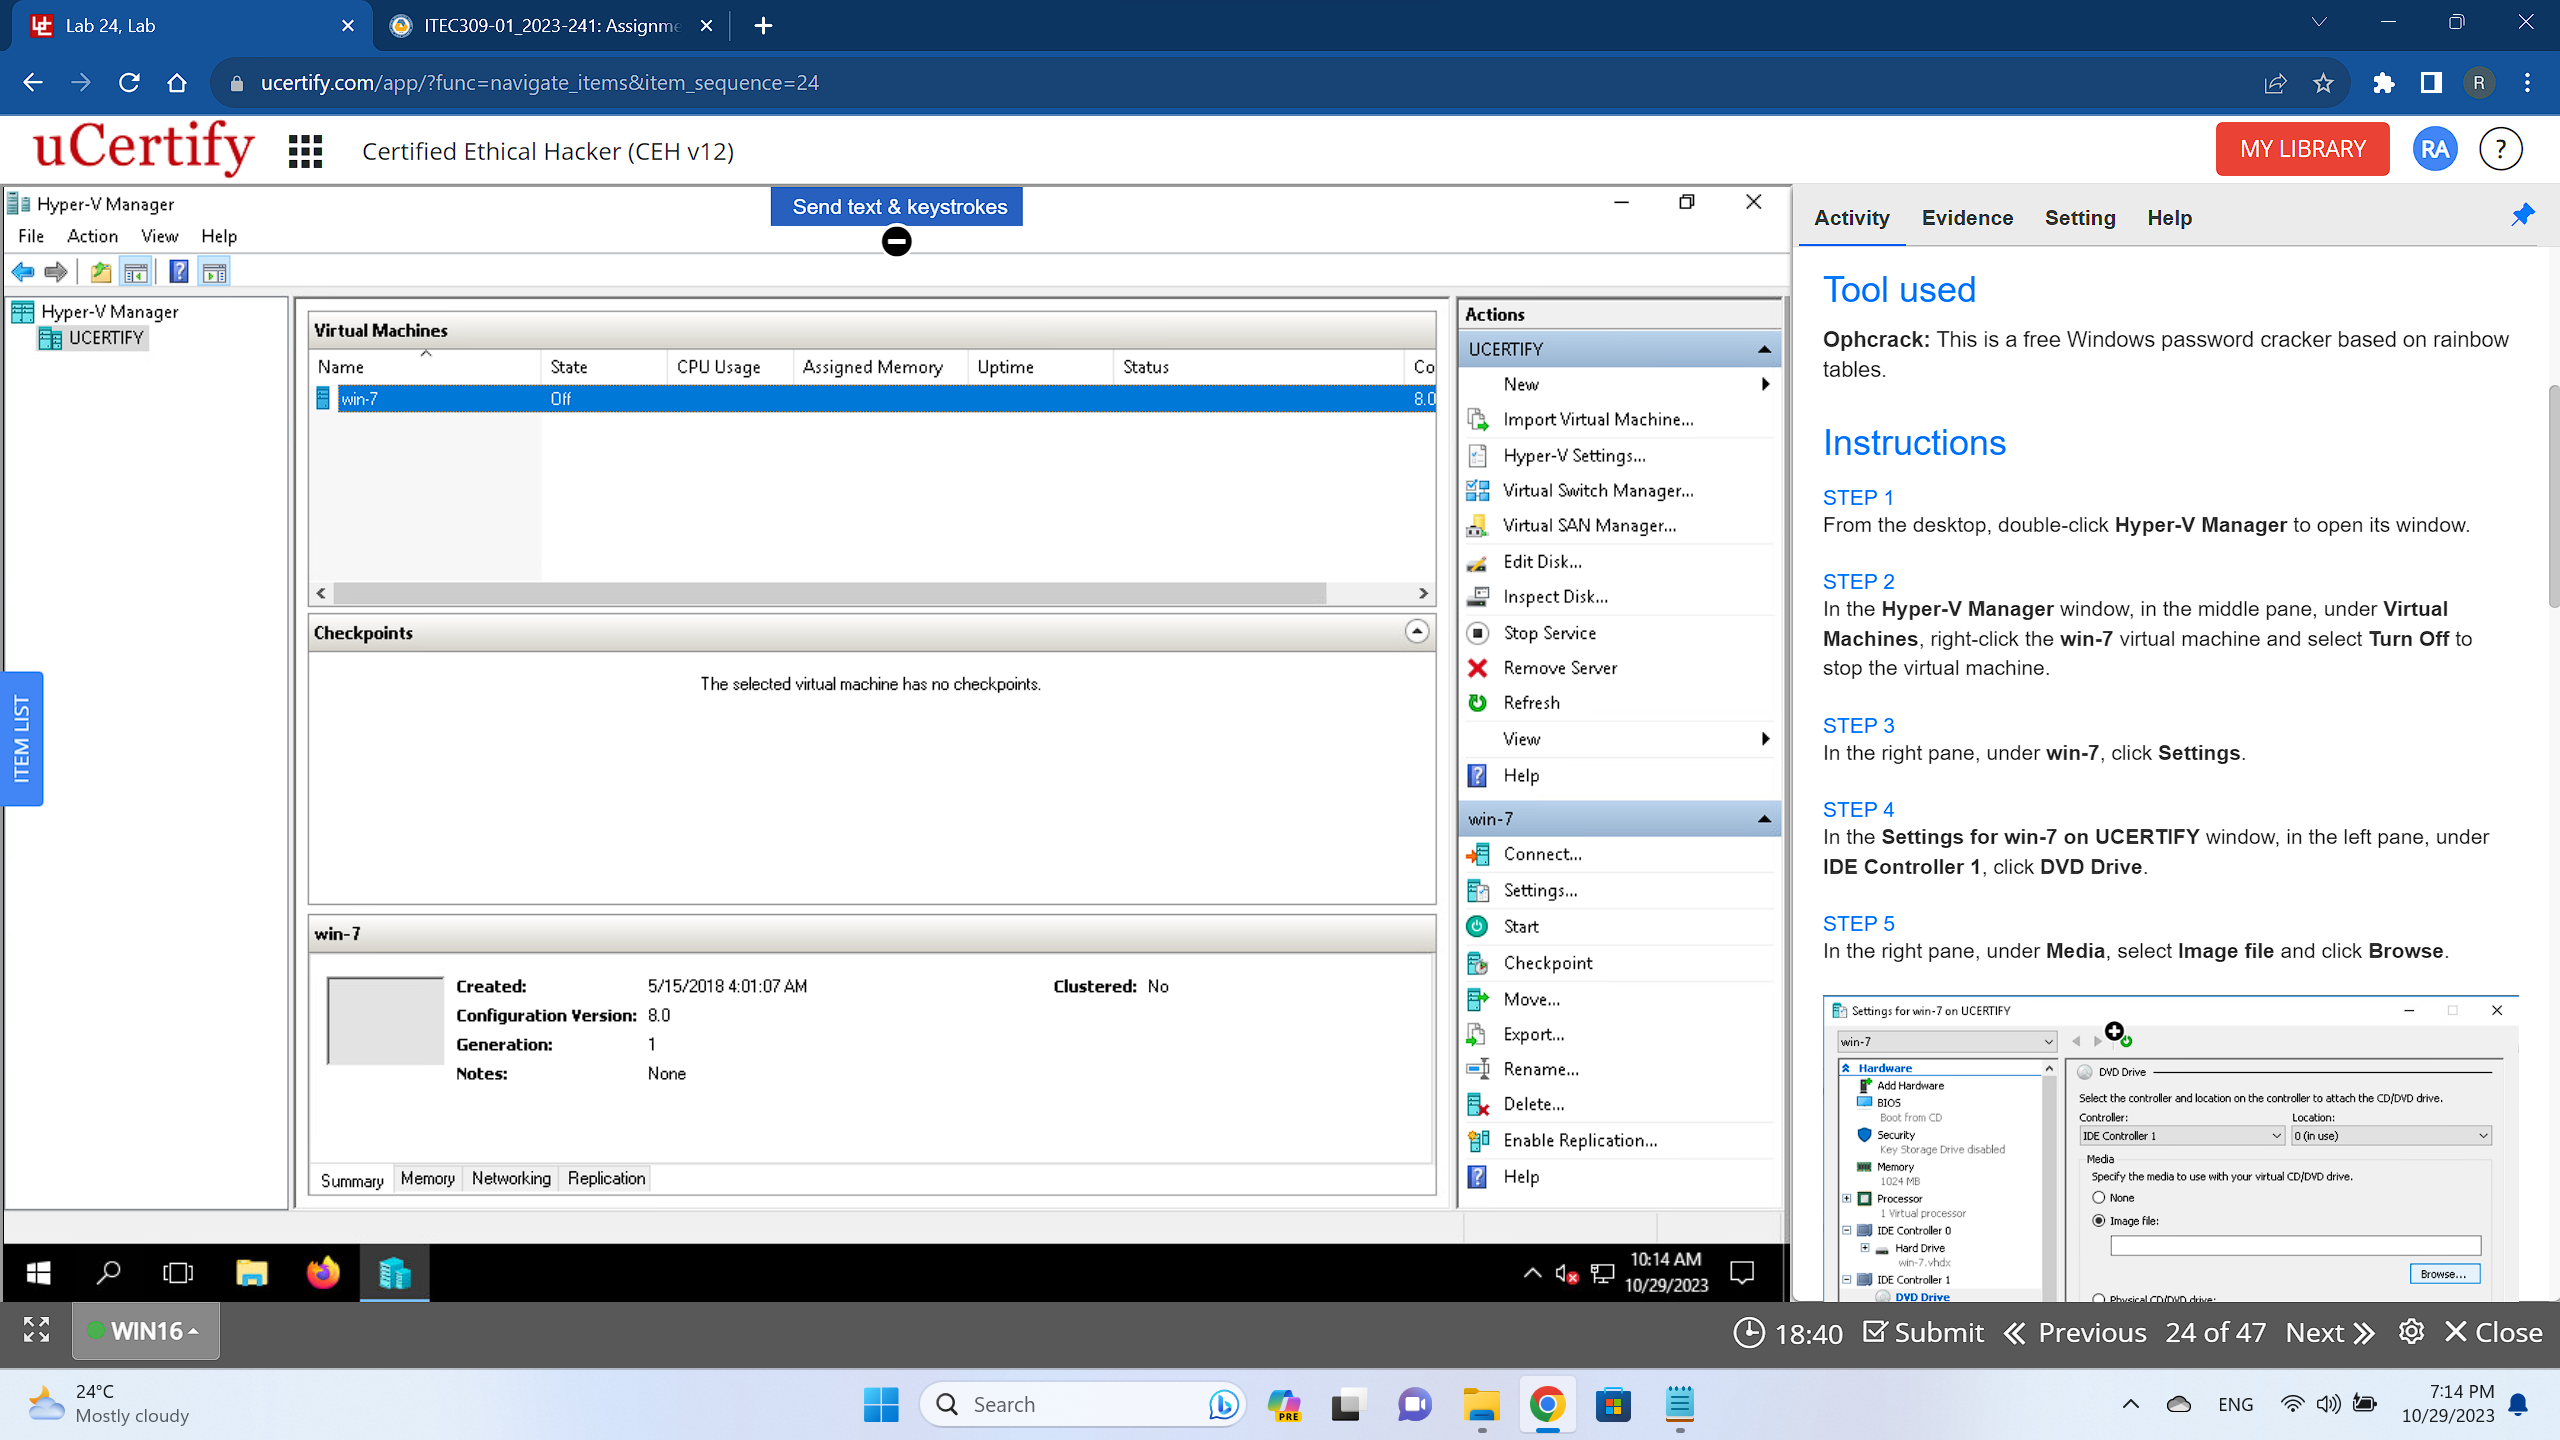 Lab 24, Lab
ITEC309-01_2023-241: Assignme
ucertify.com/app/?func=navigate_items&item_sequence=24
R
uCertify
Certified Ethical Hacker (CEH v12)
MY LIBRARY
RA
?
Hyper-V Manager
Send text & keystrokes
File Action View Help
Hyper-V Manager
UCERTIFY
Virtual Machines
Name State CPU Usage Assigned Memory Uptime Status Co
win-7 Off 8.0
Checkpoints
The selected virtual machine has no checkpoints.
win-7
Created: 5/15/2018 4:01:07 AM Clustered: No
Configuration Version: 8.0
Generation: 1
Notes: None
Summary Memory Networking Replication
Actions
UCERTIFY
New
Import Virtual Machine...
Hyper-V Settings...
Virtual Switch Manager...
Virtual SAN Manager...
Edit Disk...
Inspect Disk...
Stop Service
Remove Server
Refresh
View
Help
win-7
Connect...
Settings...
Start
Checkpoint
Move...
Export...
Rename...
Delete...
Enable Replication...
Help
ITEM LIST
10:14 AM
10/29/2023
Activity Evidence Setting Help
Tool used
Ophcrack: This is a free Windows password cracker based on rainbow
tables.
Instructions
STEP 1
From the desktop, double-click Hyper-V Manager to open its window.
STEP 2
In the Hyper-V Manager window, in the middle pane, under Virtual
Machines, right-click the win-7 virtual machine and select Turn Off to
stop the virtual machine.
STEP 3
In the right pane, under win-7, click Settings.
STEP 4
In the Settings for win-7 on UCERTIFY window, in the left pane, under
IDE Controller 1, click DVD Drive.
STEP 5
In the right pane, under Media, select Image file and click Browse.
Settings for win-7 on UCERTIFY
win-7
Hardware
Add Hardware
BIOS
Boot from CD
Security
Key Storage Drive disabled
Memory
1024 MB
Processor
1 Virtual processor
IDE Controller 0
Hard Drive
win-7.vhdx
IDE Controller 1
DVD Drive
DVD Drive
Select the controller and location on the controller to attach the CD/DVD drive.
Controller: Location:
IDE Controller 1 0 (in use)
Media
Specify the media to use with your virtual CD/DVD drive.
None
Image file:
Browse...
Physical CD/DVD drive:
WIN16
18:40 Submit Previous 24 of 47 Next Close
24°C
Mostly cloudy
Search
PRE
ENG
7:14 PM
10/29/2023